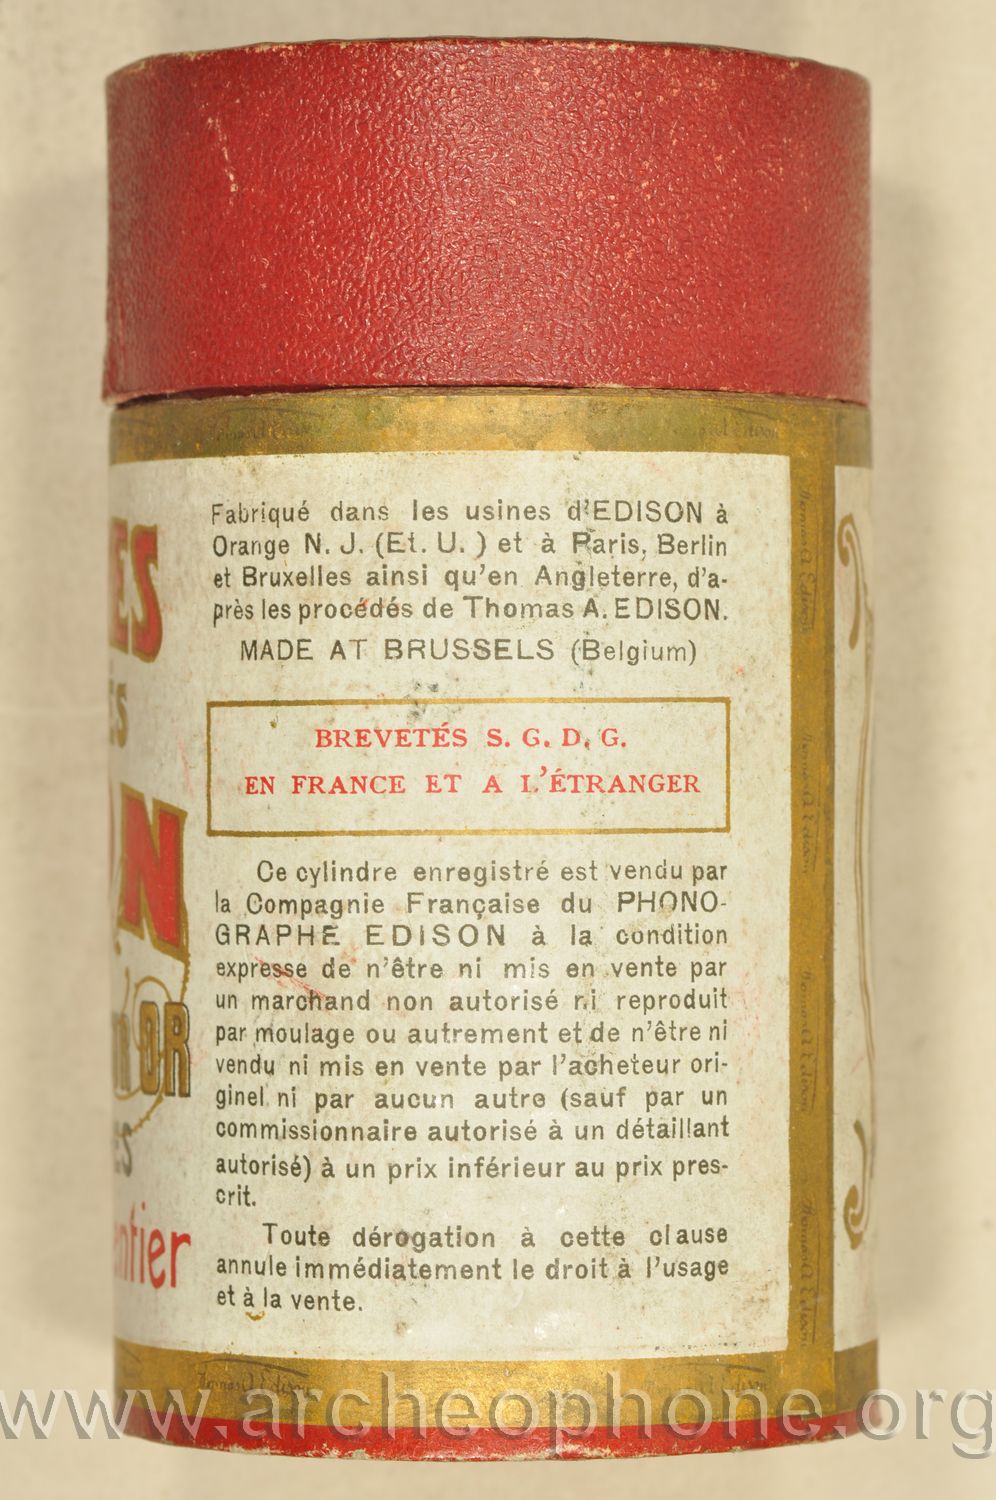 Fabriqué dans les usines d'EDISON à
Orange N. J. (Et. U. ) et à Paris, Berlin
et Bruxelles ainsi qu'en Angleterre, d'a-
près les procédés de Thomas A. EDISON.
MADE AT BRUSSELS (Belgium)
BREVETÉS S. G. D. G.
EN FRANCE ET A L'ÉTRANGER
Ce cylindre enregistré est vendu par
la Compagnie Française du PHONO-
GRAPHE EDISON à la condition
expresse de n'être ni mis en vente par
un marchand non autorisé ni reproduit
par moulage ou autrement et de n'être ni
vendu ni mis en vente par l'acheteur ori-
ginel ni par aucun autre (sauf par un
commissionnaire autorisé à un détaillant
autorisé) à un prix inférieur au prix pres-
crit.
Toute dérogation à cette clause
annule immédiatement le droit à l'usage
et à la vente.
OR
www.archeophone.org